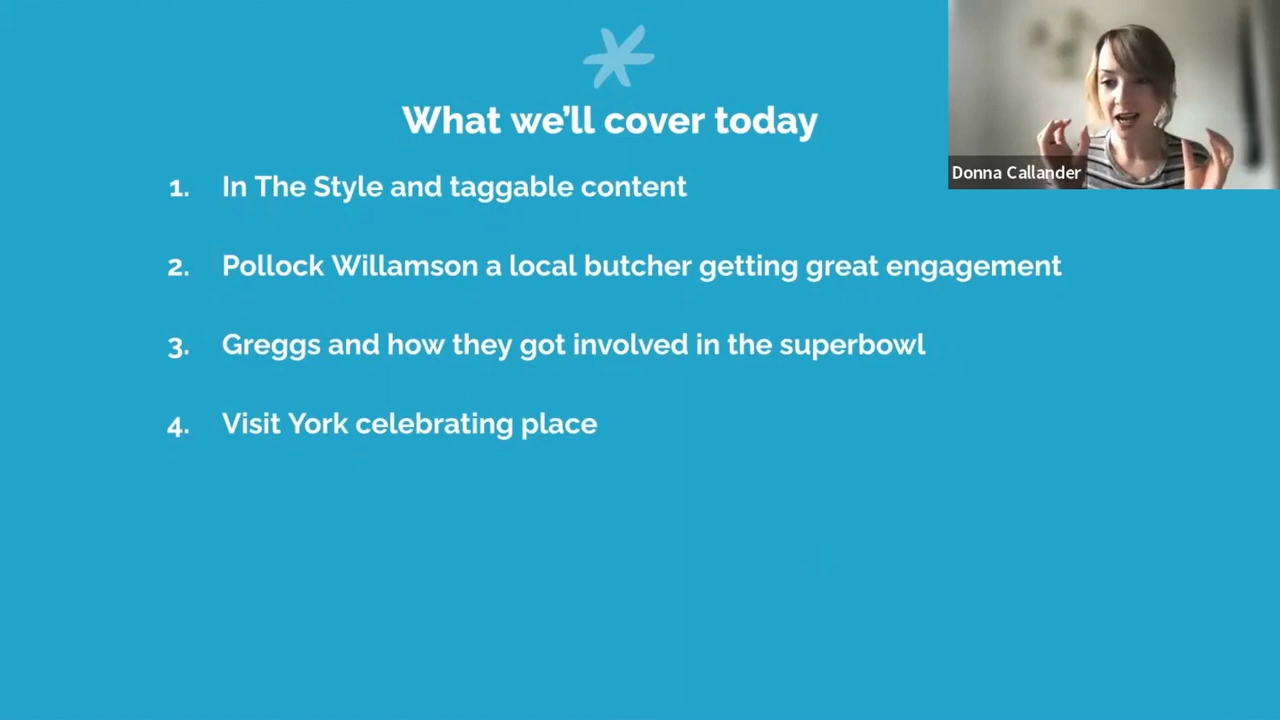 What we'll cover today
1. In The Style and taggable content
2. Pollock Willamson a local butcher getting great engagement
3. Greggs and how they got involved in the superbowl
4. Visit York celebrating place
Donna Callander